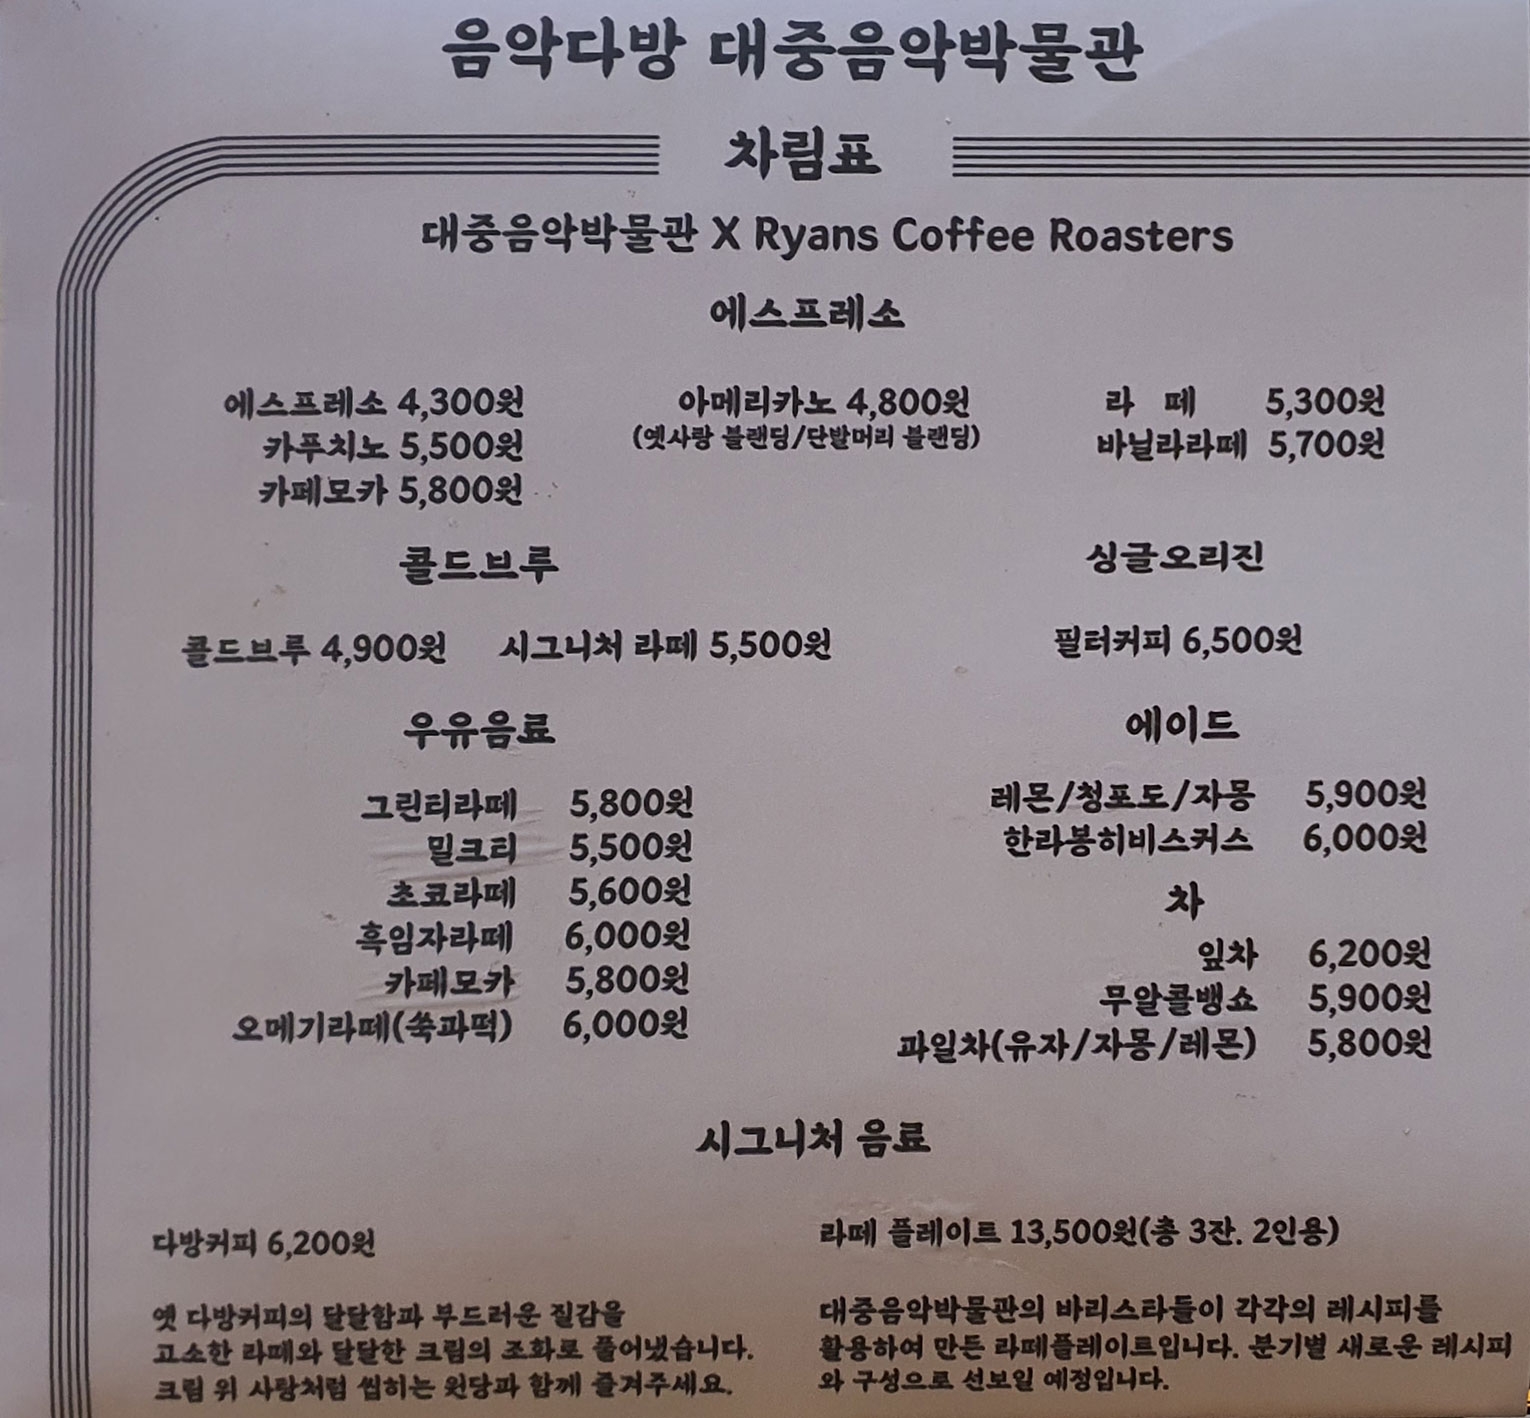 음악다방 대중음악박물관
차림표
대중음악박물관 X Ryans Coffee Roasters
에스프레소
에스프레소 4,300원
카푸치노 5,500원
카페모카 5,800원
아메리카노 4,800원
(옛사랑 블랜딩/단발머리 블랜딩)
라 떼 5,300원
바닐라라떼 5,700원
콜드브루
콜드브루 4,900원 시그니처 라떼 5,500원
싱글오리진
필터커피 6,500원
우유음료
그린티라떼 5,800원
밀크티 5,500원
초코라떼 5,600원
흑임자라떼 6,000원
카페모카 5,800원
오메기라떼(쑥과떡) 6,000원
에이드
레몬/청포도/자몽 5,900원
한라봉히비스커스 6,000원
차
잎차 6,200원
무알콜뱅쇼 5,900원
과일차(유자/자몽/레몬) 5,800원
시그니처 음료
다방커피 6,200원
옛 다방커피의 달달함과 부드러운 질감을
고소한 라떼와 달달한 크림의 조화로 풀어냈습니다.
크림 위 사탕처럼 씹히는 원당과 함께 즐겨주세요.
라떼 플레이트 13,500원(총 3잔. 2인용)
대중음악박물관의 바리스타들이 각각의 레시피를
활용하여 만든 라떼플레이트입니다. 분기별 새로운 레시피
와 구성으로 선보일 예정입니다.